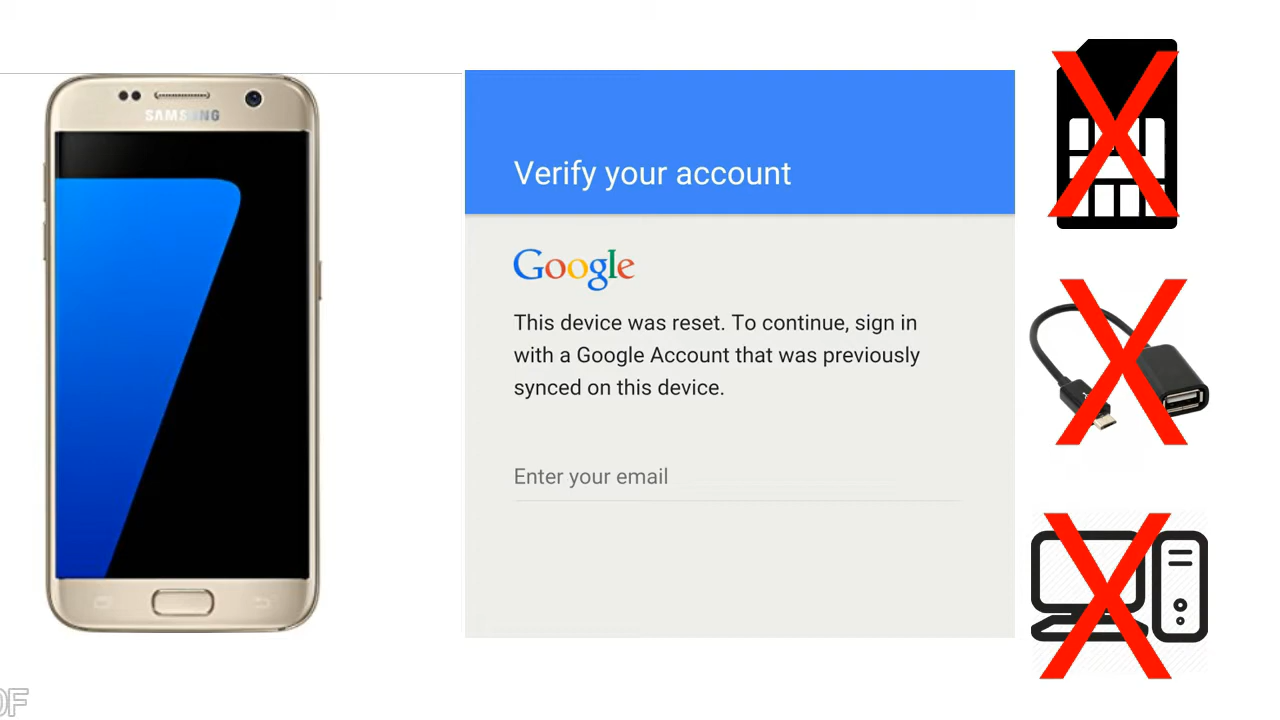 SAMSUNG
Verify your account
Google
This device was reset. To continue, sign in
with a Google Account that was previously
synced on this device.
Enter your email